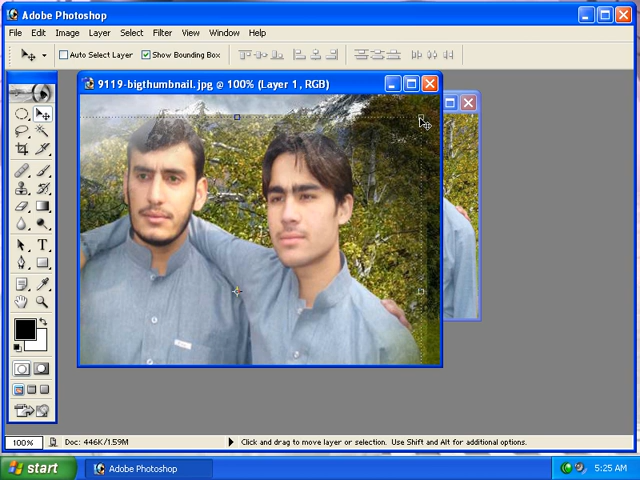 Adobe Photoshop
File Edit Image Layer Select Filter View Window Help
Auto Select Layer Show Bounding Box
9119-bigthumbnail.jpg @ 100% (Layer 1, RGB)
T
100% Doc: 446K/1.59M Click and drag to move layer or selection. Use Shift and Alt for additional options.
start Adobe Photoshop 5:25 AM